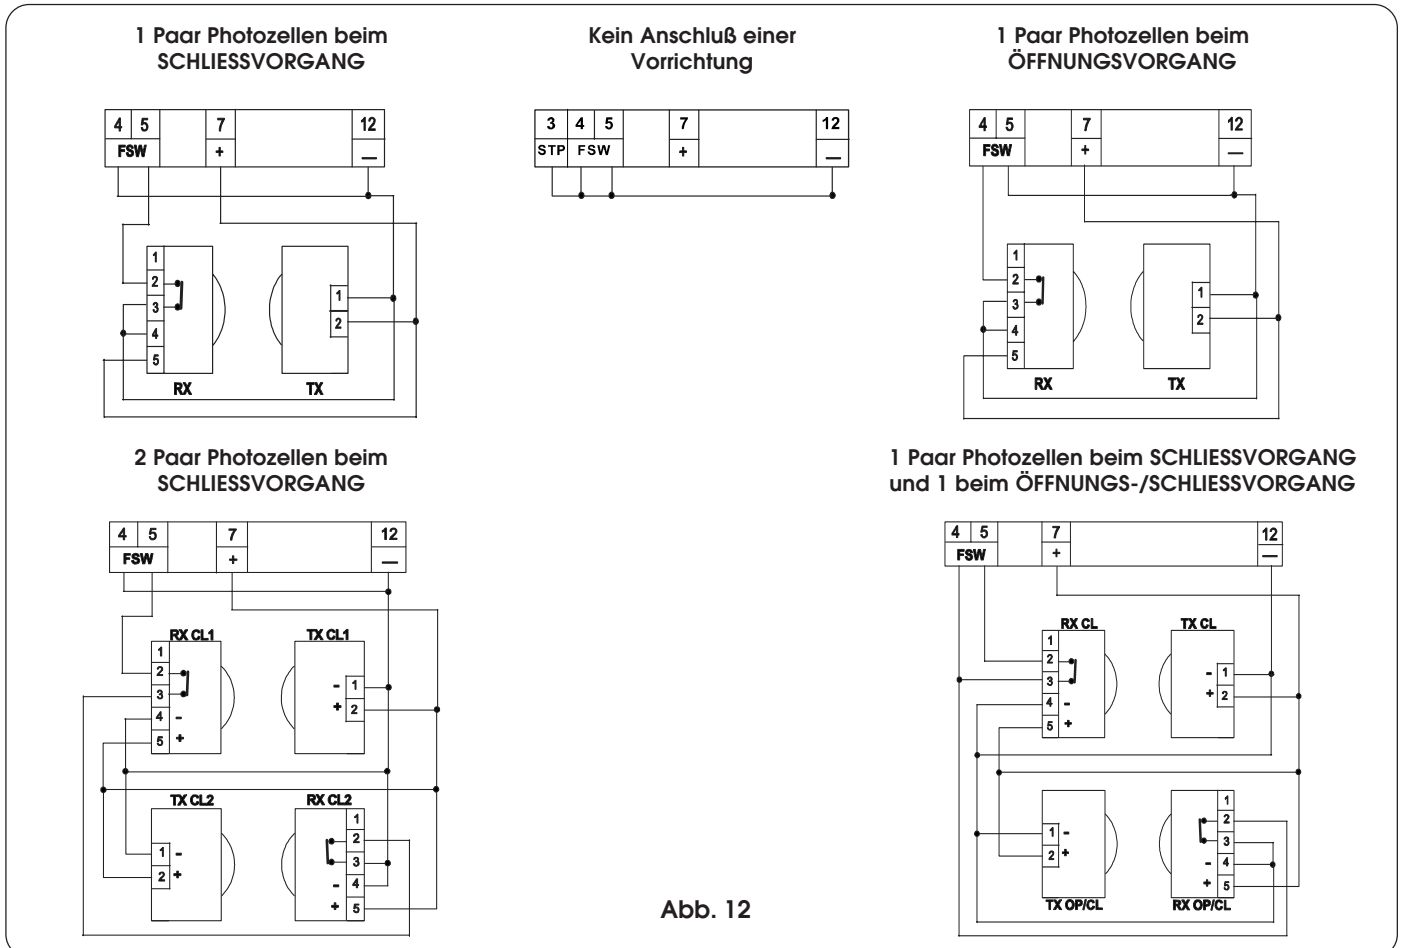 1 Paar Photozellen beim
SCHLIESSVORGANG
4 5 7 12
FSW + —
1
2
3
4
5
1
2
RX TX
Kein Anschluß einer
Vorrichtung
3 4 5 7 12
STP FSW + —
1 Paar Photozellen beim
ÖFFNUNGSVORGANG
4 5 7 12
FSW + —
1
2
3
4
5
1
2
RX TX
2 Paar Photozellen beim
SCHLIESSVORGANG
4 5 7 12
FSW + —
RX CL1 TX CL1
1
2
3
4 -
5 +
- 1
+ 2
TX CL2 RX CL2
1 -
2 +
1
2
3
- 4
+ 5
1 Paar Photozellen beim SCHLIESSVORGANG
und 1 beim ÖFFNUNGS-/SCHLIESSVORGANG
4 5 7 12
FSW + —
RX CL TX CL
1
2
3
4 -
5 +
- 1
+ 2
1 -
2 +
1
2
3
- 4
+ 5
TX OP/CL RX OP/CL
Abb. 12